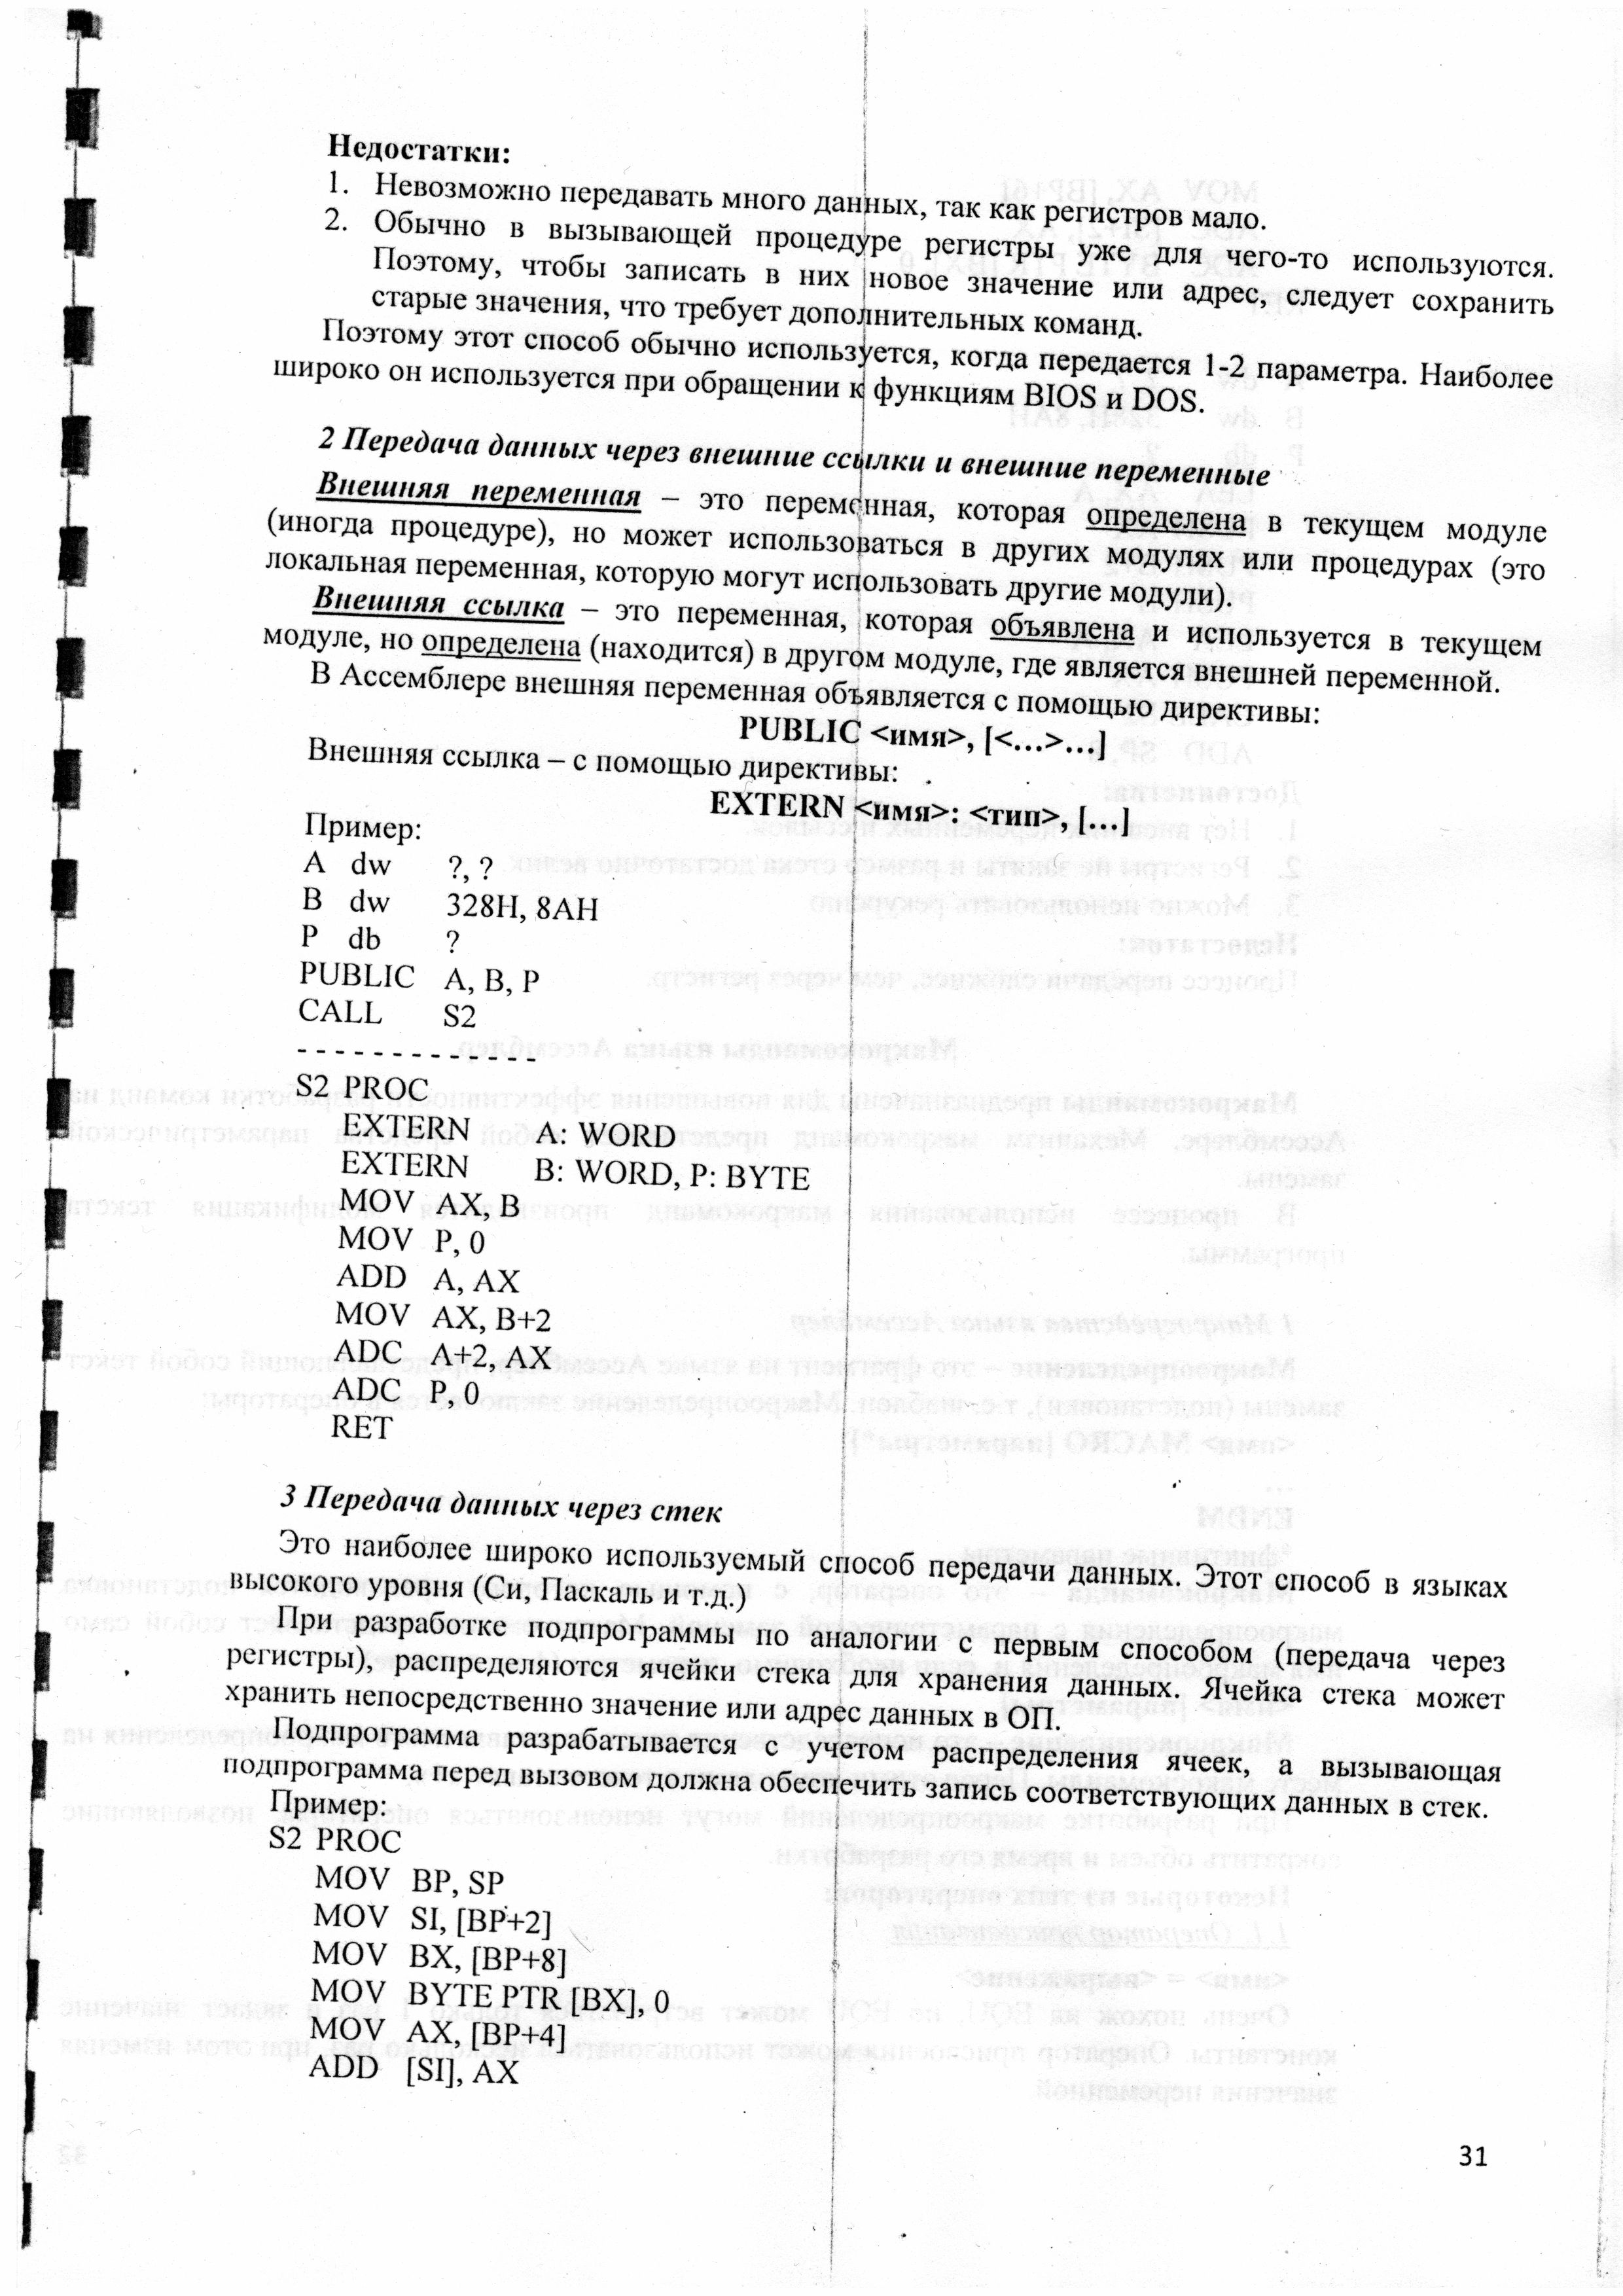 Недостатки:
1. Невозможно передавать много данных, так как регистров мало.
2. Обычно в вызывающей процедуре регистры уже для чего-то используются.
Поэтому, чтобы записать в них новое значение или адрес, следует сохранить
старые значения, что требует дополнительных команд.
Поэтому этот способ обычно используется, когда передается 1-2 параметра. Наиболее
широко он используется при обращении к функциям BIOS и DOS.
2 Передача данных через внешние ссылки и внешние переменные
Внешняя переменная – это переменная, которая определена в текущем модуле
(иногда процедуре), но может использоваться в других модулях или процедурах (это
локальная переменная, которую могут использовать другие модули).
Внешняя ссылка – это переменная, которая объявлена и используется в текущем
модуле, но определена (находится) в другом модуле, где является внешней переменной.
В Ассемблере внешняя переменная объявляется с помощью директивы:
PUBLIC <имя>, [<...>...]
Внешняя ссылка – с помощью директивы:
EXTERN <имя>: <тип>, [...]
Пример:
A dw ?, ?
B dw 328H, 8AH
P db ?
PUBLIC A, B, P
CALL S2
- - - - - - - - - - - - -
S2 PROC
EXTERN A: WORD
EXTERN B: WORD, P: BYTE
MOV AX, B
MOV P, 0
ADD A, AX
MOV AX, B+2
ADC A+2, AX
ADC P, 0
RET
3 Передача данных через стек
Это наиболее широко используемый способ передачи данных. Этот способ в языках
высокого уровня (Си, Паскаль и т.д.)
При разработке подпрограммы по аналогии с первым способом (передача через
регистры), распределяются ячейки стека для хранения данных. Ячейка стека может
хранить непосредственно значение или адрес данных в ОП.
Подпрограмма разрабатывается с учетом распределения ячеек, а вызывающая
подпрограмма перед вызовом должна обеспечить запись соответствующих данных в стек.
Пример:
S2 PROC
MOV BP, SP
MOV SI, [BP+2]
MOV BX, [BP+8]
MOV BYTE PTR [BX], 0
MOV AX, [BP+4]
ADD [SI], AX
31